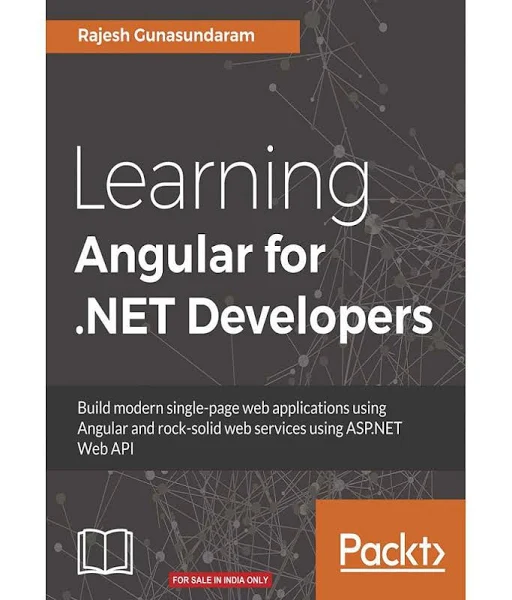 Rajesh Gunasundaram
Learning
Angular for
.NET Developers
Build modern single-page web applications using
Angular and rock-solid web services using ASP.NET
Web API
Packt>
FOR SALE IN INDIA ONLY